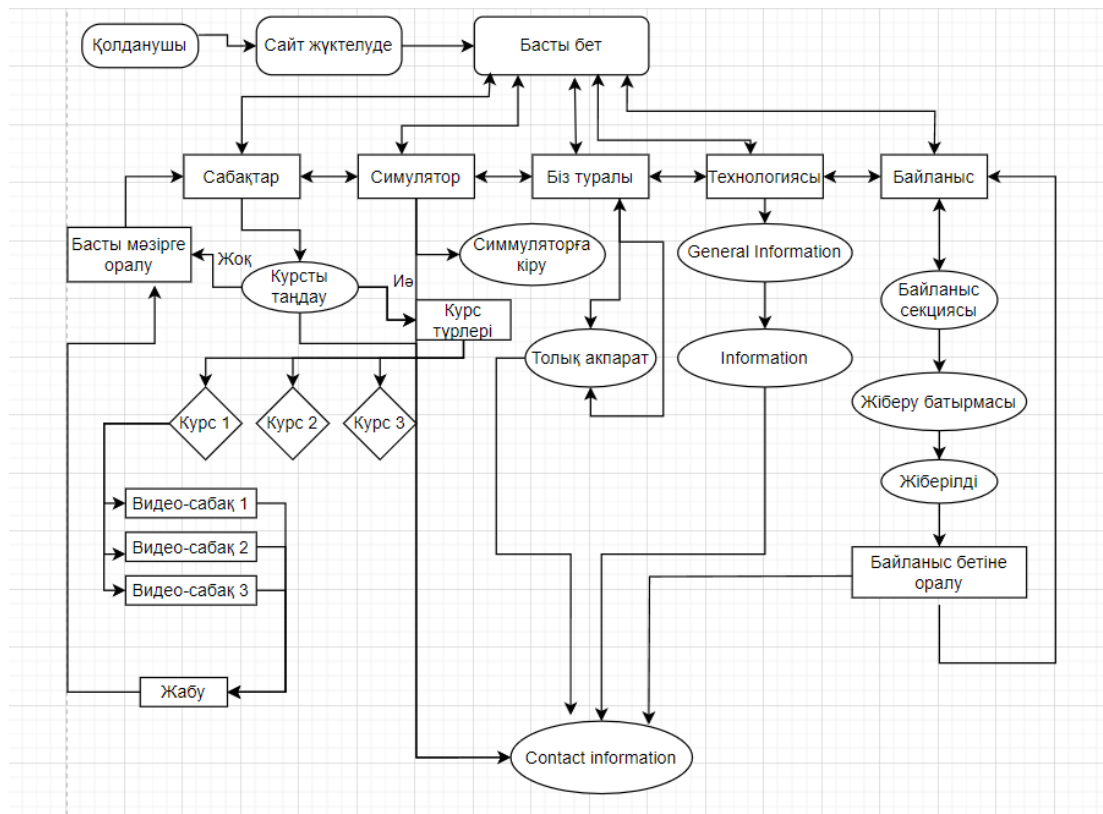 Қолданушы
Сайт жүктелуде
Басты бет
Сабақтар
Симулятор
Біз туралы
Технологиясы
Байланыс
Басты мәзірге
оралу
Жоқ
Курсты
таңдау
Иә
Курс
түрлері
Симмуляторға
кіру
General Information
Байланыс
секциясы
Толық акпарат
Information
Жіберу батырмасы
Курс 1
Курс 2
Курс 3
Жіберілді
Видео-сабақ 1
Видео-сабақ 2
Видео-сабақ 3
Байланыс бетіне
оралу
Жабу
Contact information